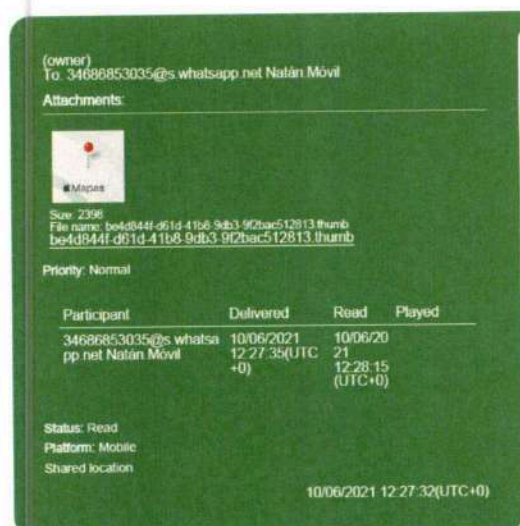 (owner)
To: 34686853035@s.whatsapp.net Natán.Móvil
Attachments:
Mapas
Size: 2398
File name: be4d844f-d61d-41b8-9db3-9f2bac512813.thumb
be4d844f-d61d-41b8-9db3-9f2bac512813.thumb
Priority: Normal
Participant Delivered Read Played
34686853035@s.whatsa 10/06/2021 10/06/20
pp.net Natán.Móvil 12:27:35(UTC 21
+0) 12:28:15
(UTC+0)
Status: Read
Platform: Mobile
Shared location
10/06/2021 12:27:32(UTC+0)